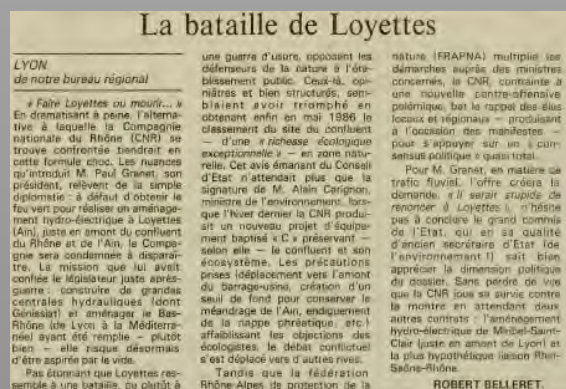 La bataille de Loyettes
LYON
de notre bureau régional
« Faire Loyettes ou mourir... »
En dramatisant à peine, l'alterna-
tive à laquelle la Compagnie
nationale du Rhône (CNR) se
trouve confrontée tiendrait en
cette formule choc. Les nuances
qu'introduit M. Paul Granet, son
président, relèvent de la simple
diplomatie : à défaut d'obtenir le
feu vert pour réaliser un aménage-
ment hydro-électrique à Loyettes
(Ain), juste en amont du confluent
du Rhône et de l'Ain, la Compa-
gnie sera condamnée à disparaî-
tre. La mission que lui avait
confiée le législateur juste après-
guerre : construire de grandes
centrales hydrauliques (dont
Génissiat) et aménager le Bas-
Rhône (de Lyon à la Méditerra-
née) ayant été remplie – plutôt
bien – elle risque désormais
d'être aspirée par le vide.
Pas étonnant que Loyettes res-
semble à une bataille, ou plutôt à
une guerre d'usure, opposant les
défenseurs de la nature à l'éta-
blissement public. Ceux-là, opi-
niâtres et bien structurés, sem-
blaient avoir triomphé en
obtenant enfin en mai 1986 le
classement du site du confluent
– d'une « richesse écologique
exceptionnelle » – en zone natu-
relle. Cet avis émanant du Conseil
d'Etat n'attendait plus que la
signature de M. Alain Carignon,
ministre de l'environnement, lors-
que l'hiver dernier la CNR produi-
sit un nouveau projet d'équipe-
ment baptisé « C » préservant –
selon elle – le confluent et son
écosystème. Les précautions
prises (déplacement vers l'amont
du barrage-usine, création d'un
seuil de fond pour conserver le
méandrage de l'Ain, endiguement
de la nappe phréatique, etc.)
affaiblissant les objections des
écologistes, le débat conflictuel
s'est déplacé vers d'autres rives.
Tandis que la fédération
Rhône-Alpes de protection de la
nature (FRAPNA) multiplie les
démarches auprès des ministres
concernés, la CNR, contrainte à
une nouvelle contre-offensive
polémique, bat le rappel des élus
locaux et régionaux – produisant
à l'occasion des manifestes –
pour s'appuyer sur un « con-
sensus politique » quasi total.
Pour M. Granet, en matière de
trafic fluvial, l'offre créera la
demande. « Il serait stupide de
renoncer à Loyettes », n'hésite
pas à conclure le grand commis
de l'Etat, qui en sa qualité
d'ancien secrétaire d'Etat (de
l'environnement !) sait bien
apprécier la dimension politique
du dossier. Sans perdre de vue
que la CNR joue sa survie contre
la montre en attendant deux
autres contrats : l'aménagement
hydro-électrique de Miribel-Saint-
Clair (juste en amont de Lyon) et
la plus hypothétique liaison Rhin-
Saône-Rhône.
ROBERT BELLERET.